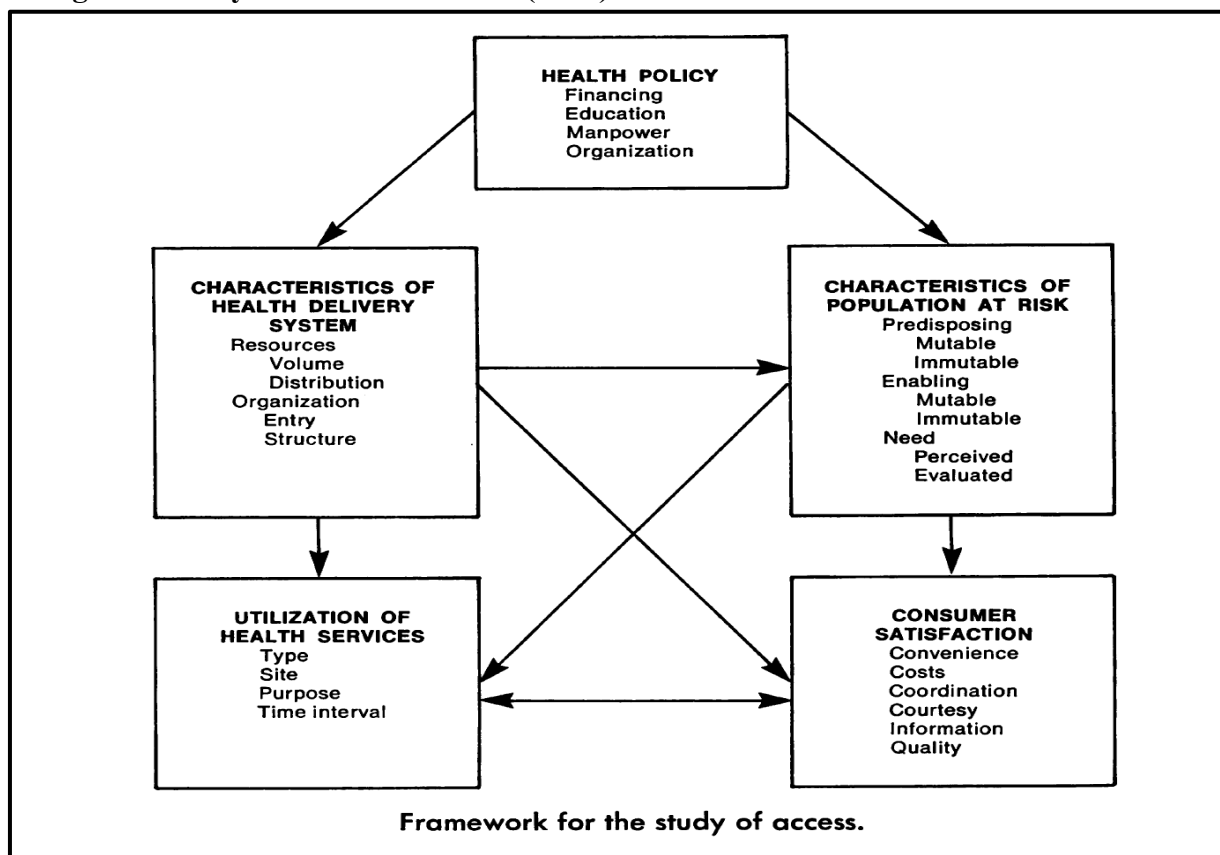 HEALTH POLICY
Financing
Education
Manpower
Organization
CHARACTERISTICS OF
HEALTH DELIVERY
SYSTEM
Resources
Volume
Distribution
Organization
Entry
Structure
CHARACTERISTICS OF
POPULATION AT RISK
Predisposing
Mutable
Immutable
Enabling
Mutable
Immutable
Need
Perceived
Evaluated
UTILIZATION OF
HEALTH SERVICES
Type
Site
Purpose
Time interval
CONSUMER
SATISFACTION
Convenience
Costs
Coordination
Courtesy
Information
Quality
Framework for the study of access.